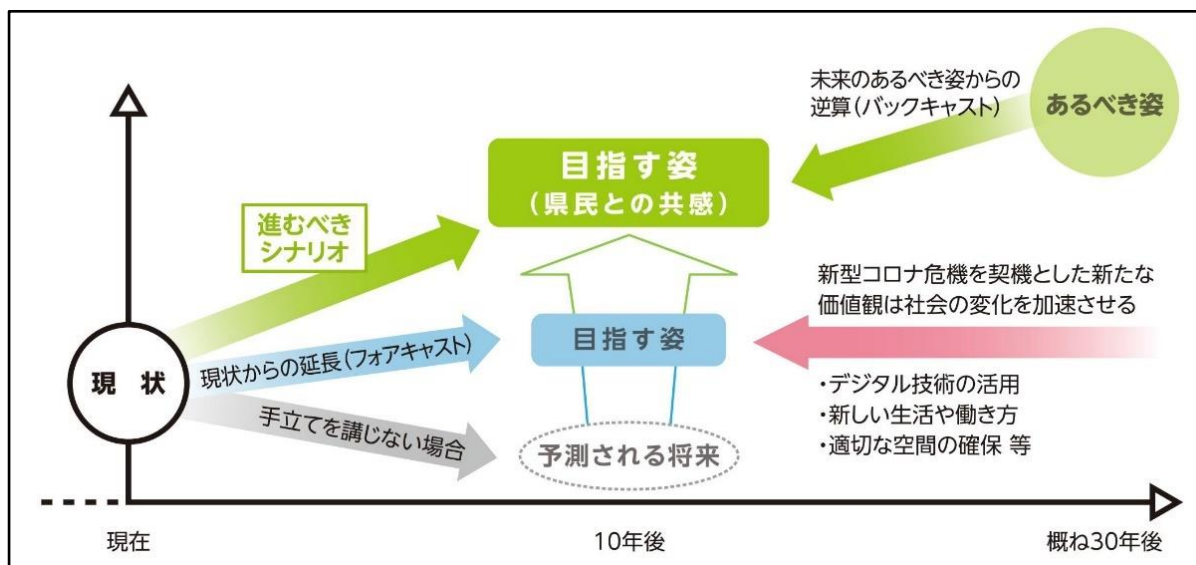 未来のあるべき姿からの
逆算(バックキャスト)
あるべき姿
目指す姿
(県民との共感)
進むべき
シナリオ
新型コロナ危機を契機とした新たな
価値観は社会の変化を加速させる
目指す姿
現状
現状からの延長(フォアキャスト)
・デジタル技術の活用
・新しい生活や働き方
・適切な空間の確保 等
手立てを講じない場合
予測される将来
現在
10年後
概ね30年後